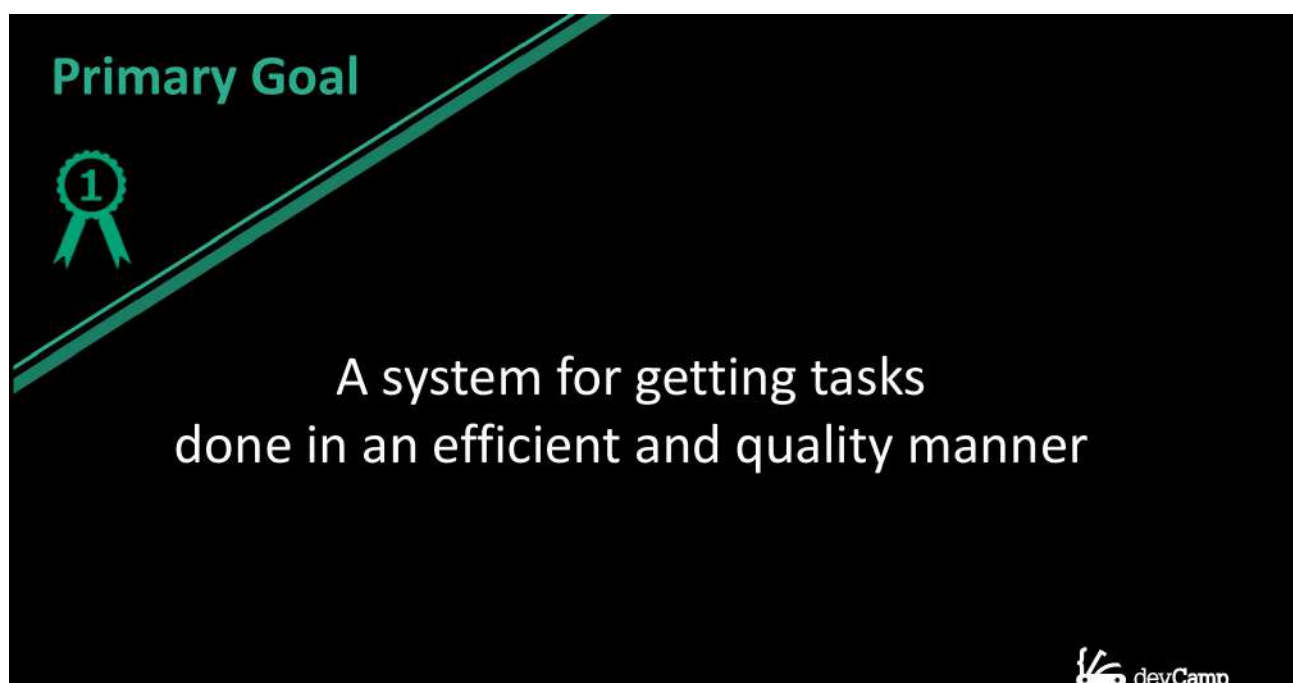 Primary Goal
1
A system for getting tasks
done in an efficient and quality manner
devCamp